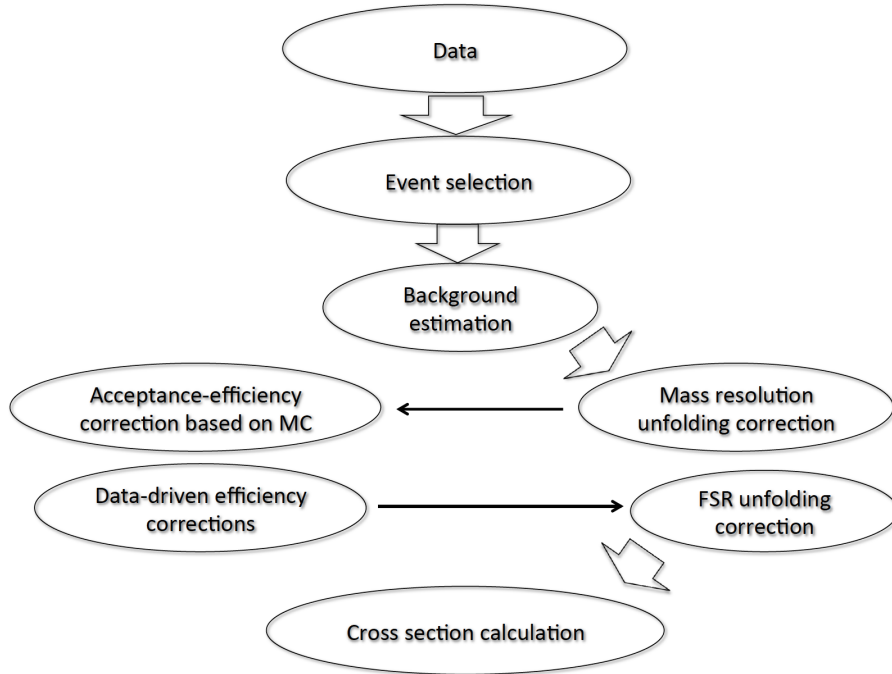 Data
Event selection
Background
estimation
Mass resolution
unfolding correction
Acceptance-efficiency
correction based on MC
Data-driven efficiency
corrections
FSR unfolding
correction
Cross section calculation